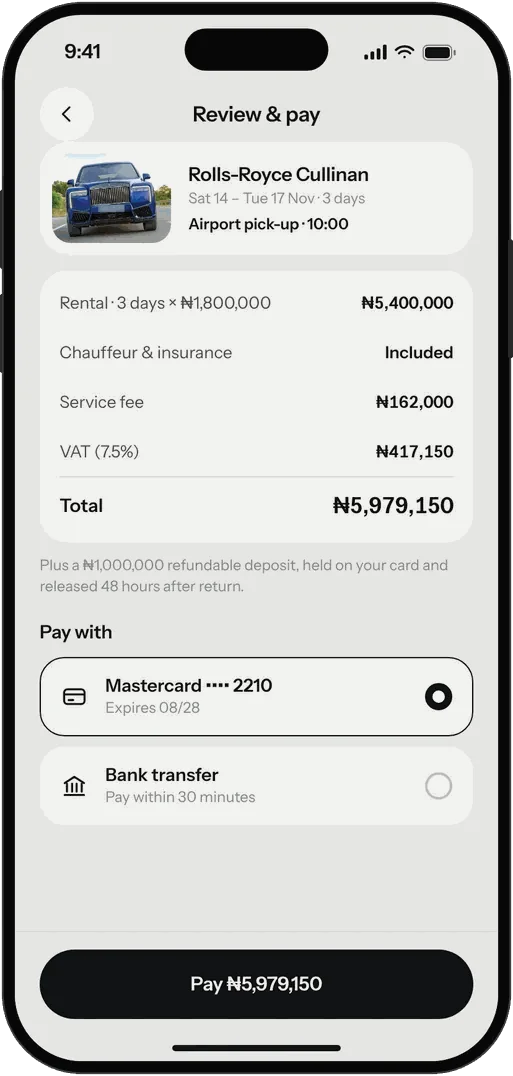 9:41
Review & pay
Rolls-Royce Cullinan
Sat 14 – Tue 17 Nov · 3 days
Airport pick-up · 10:00
Rental · 3 days × ₦1,800,000 ₦5,400,000
Chauffeur & insurance Included
Service fee ₦162,000
VAT (7.5%) ₦417,150
Total ₦5,979,150
Plus a ₦1,000,000 refundable deposit, held on your card and
released 48 hours after return.
Pay with
Mastercard •••• 2210
Expires 08/28
Bank transfer
Pay within 30 minutes
Pay ₦5,979,150